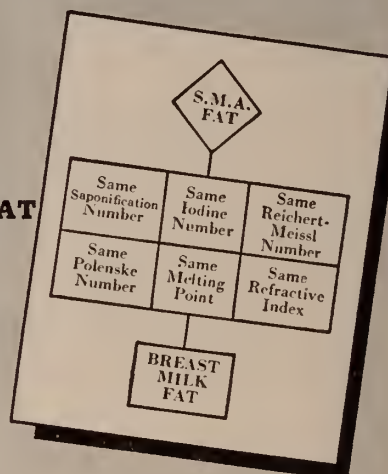 S.M.A.
FAT
AT
Same
Saponification
Number
Same
Iodine
Number
Same
Reichert-
Meissl
Number
Same
Polenske
Number
Same
Melting
Point
Same
Refractive
Index
BREAST
MILK
FAT